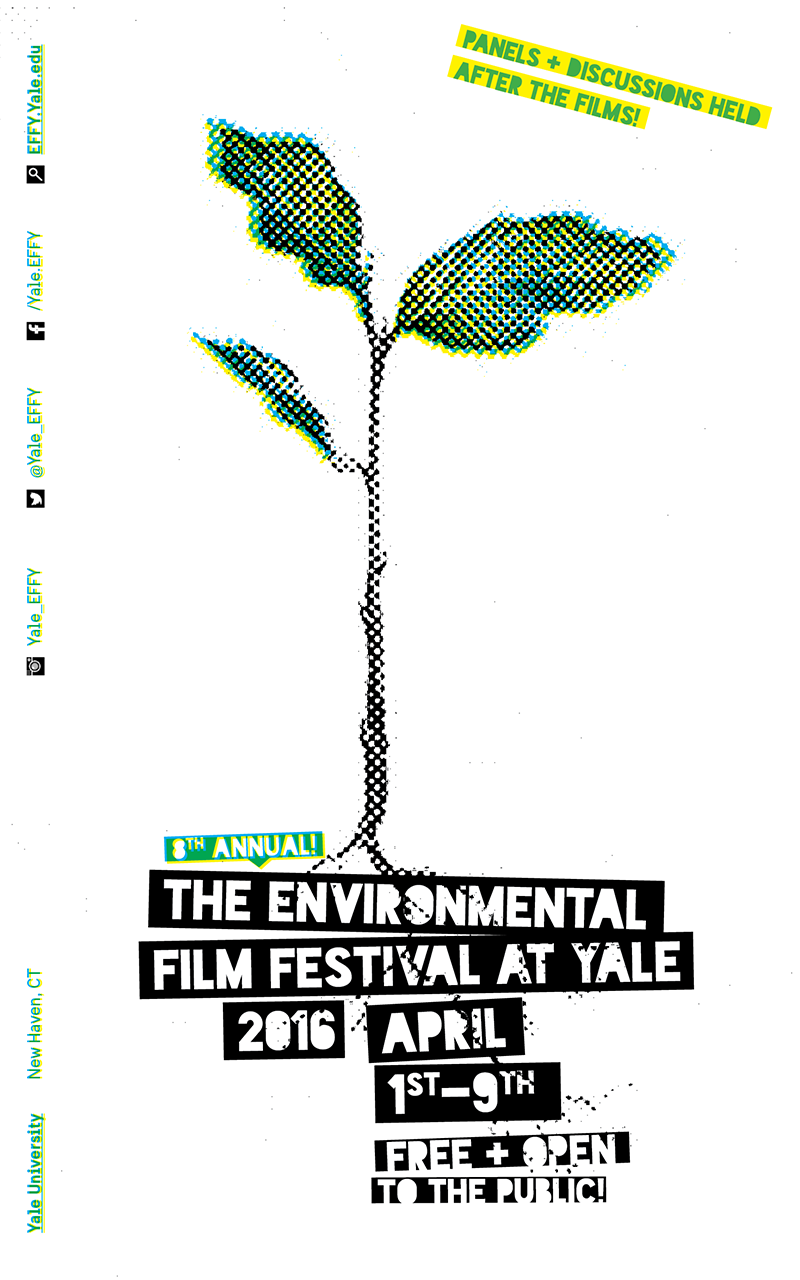 PANELS + DISCUSSIONS HELD
AFTER THE FILMS!
EFFY.Yale.edu
/Yale.EFFY
@Yale_EFFY
Yale_EFFY
8TH ANNUAL!
THE ENVIRONMENTAL
FILM FESTIVAL AT YALE
2016 APRIL
1ST–9TH
FREE + OPEN
TO THE PUBLIC!
New Haven, CT
Yale University